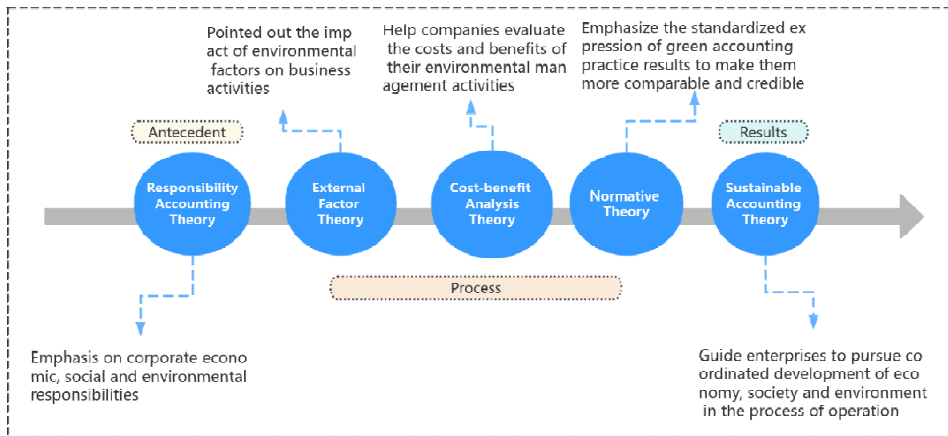 Pointed out the imp
act of environmental
factors on business
activities
Help companies evaluate
the costs and benefits of
their environmental man
agement activities
Emphasize the standardized ex
pression of green accounting
practice results to make them
more comparable and credible
Antecedent
Results
Responsibility
Accounting
Theory
External
Factor
Theory
Cost-benefit
Analysis
Theory
Normative
Theory
Sustainable
Accounting
Theory
Process
Emphasis on corporate econo
mic, social and environmental
responsibilities
Guide enterprises to pursue co
ordinated development of eco
nomy, society and environment
in the process of operation